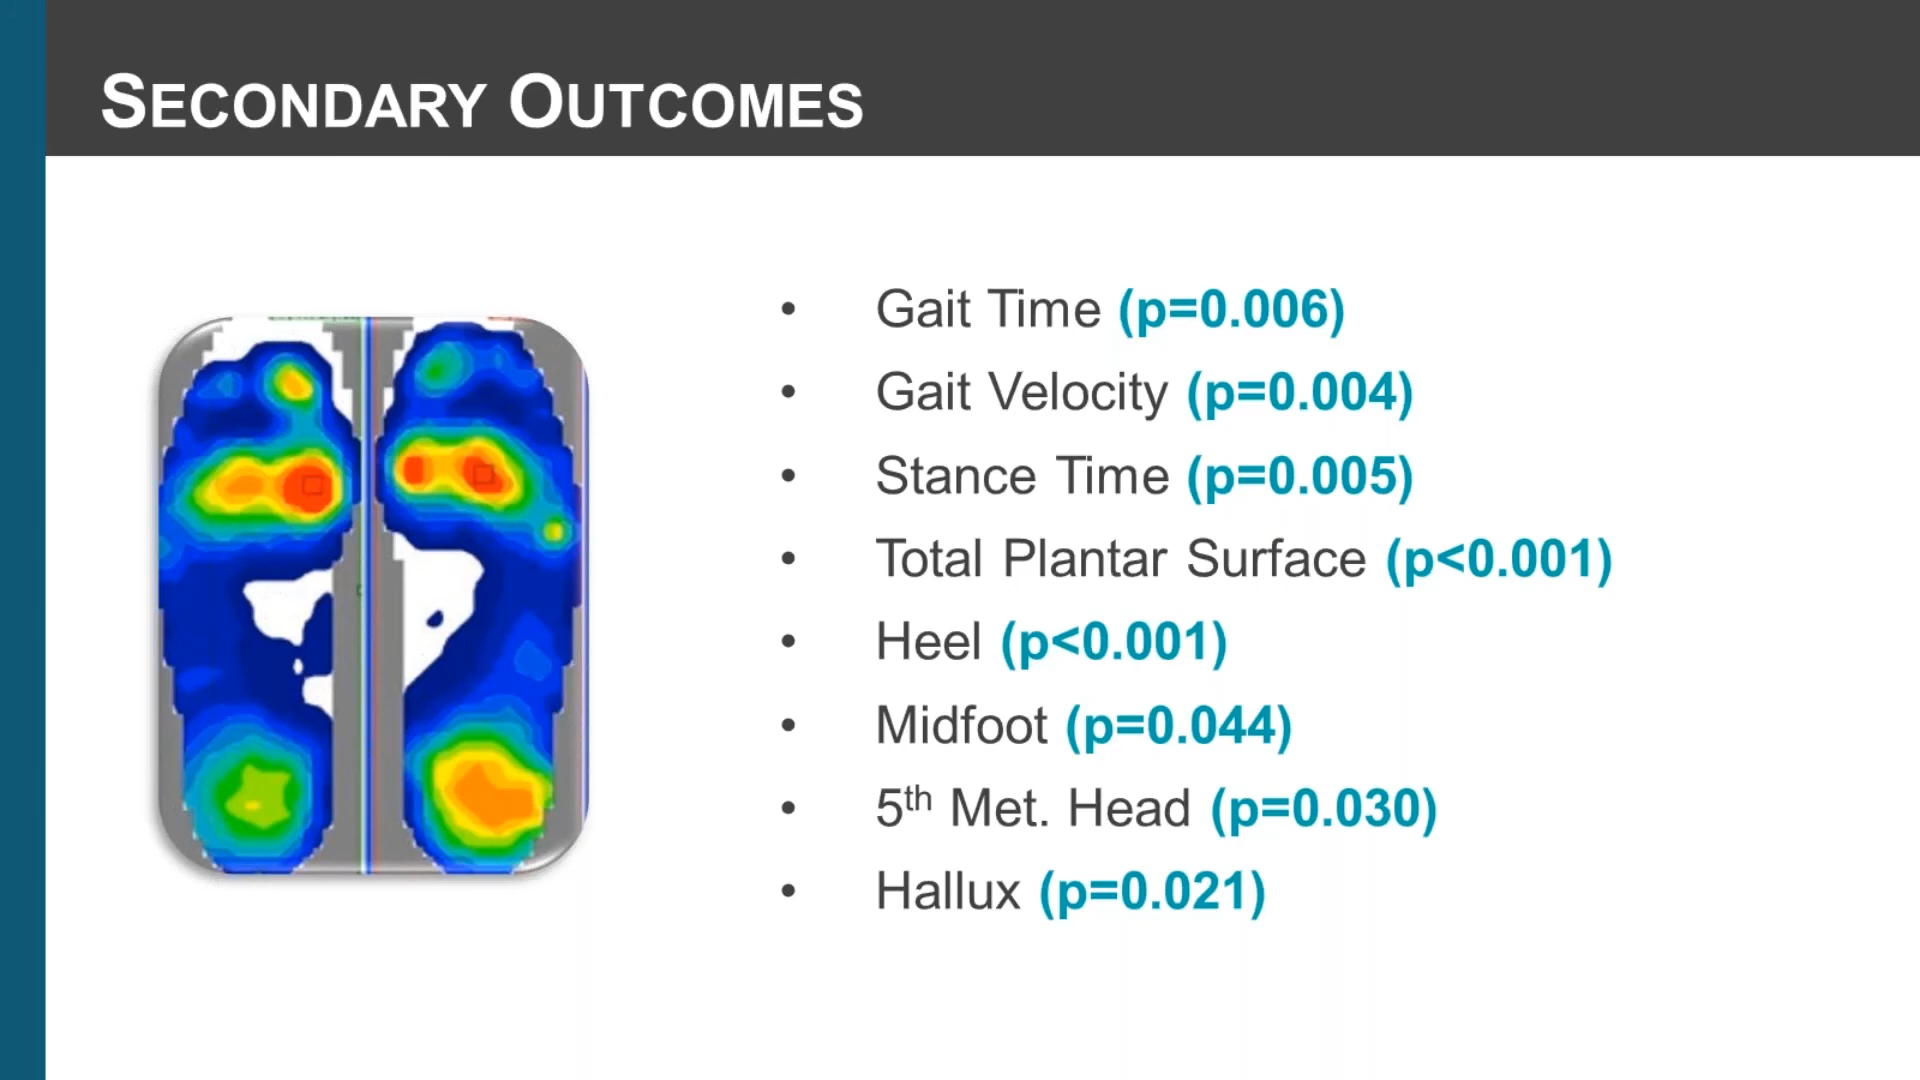 SECONDARY OUTCOMES
• Gait Time (p=0.006)
• Gait Velocity (p=0.004)
• Stance Time (p=0.005)
• Total Plantar Surface (p<0.001)
• Heel (p<0.001)
• Midfoot (p=0.044)
• 5th Met. Head (p=0.030)
• Hallux (p=0.021)